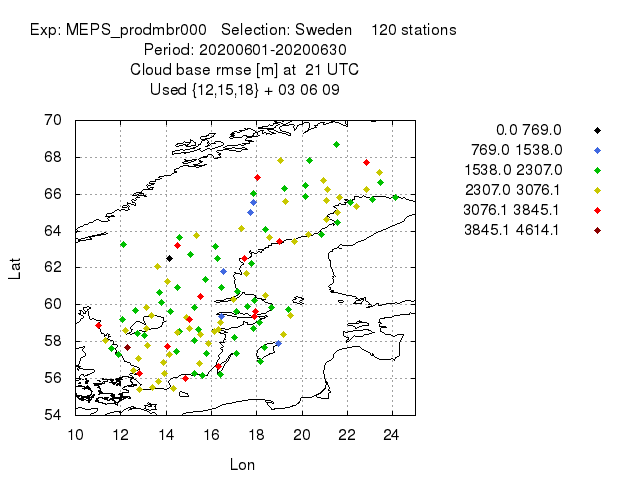 Exp: MEPS_prodmbr000 Selection: Sweden 120 stations
Period: 20200601-20200630
Cloud base rmse [m] at 21 UTC
Used {12,15,18} + 03 06 09
70
68
66
64
62
60
58
56
54
Lat
10 12 14 16 18 20 22 24
Lon
0.0 769.0
769.0 1538.0
1538.0 2307.0
2307.0 3076.1
3076.1 3845.1
3845.1 4614.1